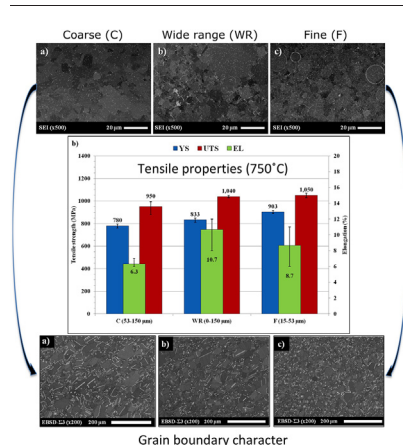 Coarse (C) Wide range (WR) Fine (F)
a) b) c)
SEI (x500) 20 μm SEI (x500) 20 μm SEI (x500) 20 μm
b) YS UTS EL
Tensile properties (750˚C)
Tensile strength (MPa)
1400
1200
1000
800
600
400
200
0
780 950 6.3
833 1,040 10.7
903 1,050 8.7
20
18
16
14
12
10
8
6
4
2
0
Elongation (%)
C (53-150 μm) WR (0-150 μm) F (15-53 μm)
a) b) c)
EBSD-Σ3 (x200) 200 μm EBSD-Σ3 (x200) 200 μm EBSD-Σ3 (x200) 200 μm
Grain boundary character